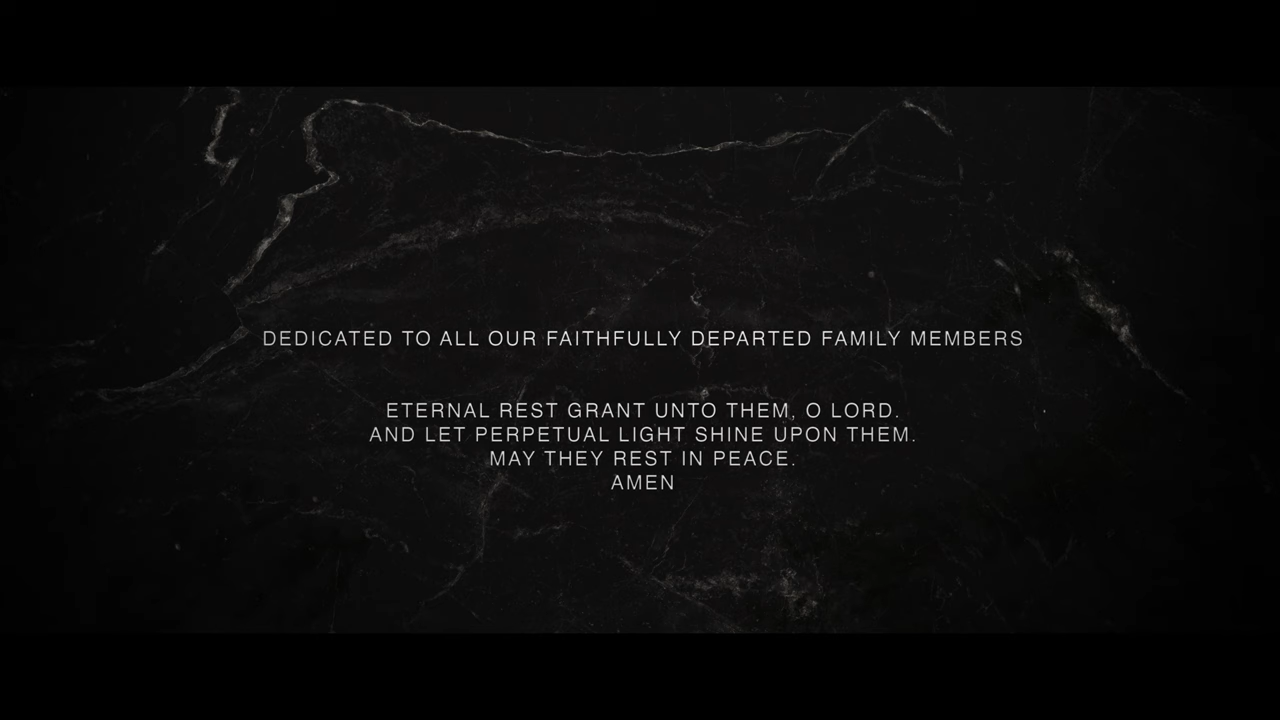 DEDICATED TO ALL OUR FAITHFULLY DEPARTED FAMILY MEMBERS
ETERNAL REST GRANT UNTO THEM, O LORD.
AND LET PERPETUAL LIGHT SHINE UPON THEM.
MAY THEY REST IN PEACE.
AMEN